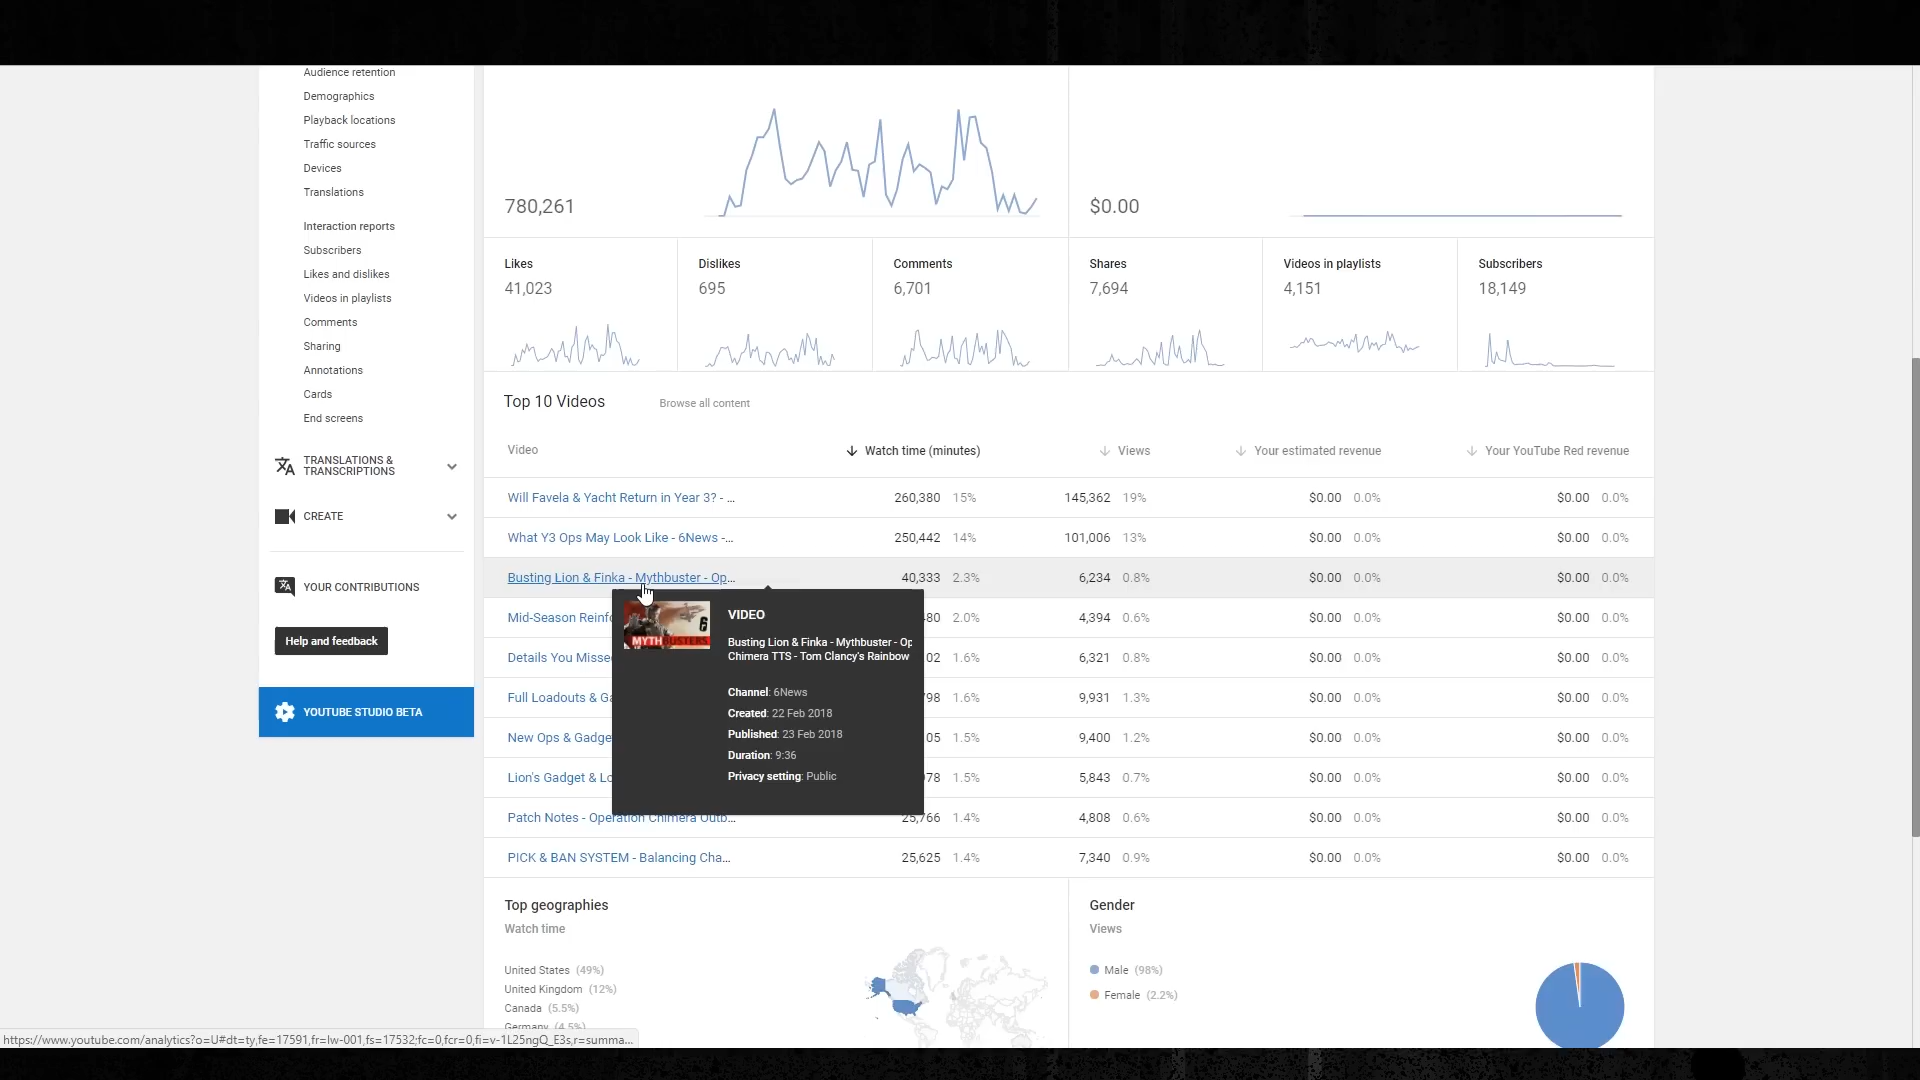 Audience retention
Demographics
Playback locations
Traffic sources
Devices
Translations
Interaction reports
Subscribers
Likes and dislikes
Videos in playlists
Comments
Sharing
Annotations
Cards
End screens
TRANSLATIONS &
TRANSCRIPTIONS
CREATE
YOUR CONTRIBUTIONS
Help and feedback
YOUTUBE STUDIO BETA
780,261
$0.00
Likes
41,023
Dislikes
695
Comments
6,701
Shares
7,694
Videos in playlists
4,151
Subscribers
18,149
Top 10 Videos Browse all content
Video Watch time (minutes) Views Your estimated revenue Your YouTube Red revenue
Will Favela & Yacht Return in Year 3? - ... 260,380 15% 145,362 19% $0.00 0.0% $0.00 0.0%
What Y3 Ops May Look Like - 6News -... 250,442 14% 101,006 13% $0.00 0.0% $0.00 0.0%
Busting Lion & Finka - Mythbuster - Op... 40,333 2.3% 6,234 0.8% $0.00 0.0% $0.00 0.0%
Mid-Season Reinfo 480 2.0% 4,394 0.6% $0.00 0.0% $0.00 0.0%
Details You Misse 02 1.6% 6,321 0.8% $0.00 0.0% $0.00 0.0%
Full Loadouts & Ga 798 1.6% 9,931 1.3% $0.00 0.0% $0.00 0.0%
New Ops & Gadge 05 1.5% 9,400 1.2% $0.00 0.0% $0.00 0.0%
Lion's Gadget & Lo 978 1.5% 5,843 0.7% $0.00 0.0% $0.00 0.0%
Patch Notes - Operation Chimera Outb... 25,766 1.4% 4,808 0.6% $0.00 0.0% $0.00 0.0%
PICK & BAN SYSTEM - Balancing Cha... 25,625 1.4% 7,340 0.9% $0.00 0.0% $0.00 0.0%
6
MYTHBUSTERS
VIDEO
Busting Lion & Finka - Mythbuster - Op
Chimera TTS - Tom Clancy's Rainbow
Channel: 6News
Created: 22 Feb 2018
Published: 23 Feb 2018
Duration: 9:36
Privacy setting: Public
Top geographies
Watch time
United States (49%)
United Kingdom (12%)
Canada (5.5%)
Germany (4.5%)
Gender
Views
Male (98%)
Female (2.2%)
https://www.youtube.com/analytics?o=U#dt=ty,fe=17591,fr=lw-001,fs=17532;fc=0,fcr=0,fi=v-1L25ngQ_E3s,r=summa...